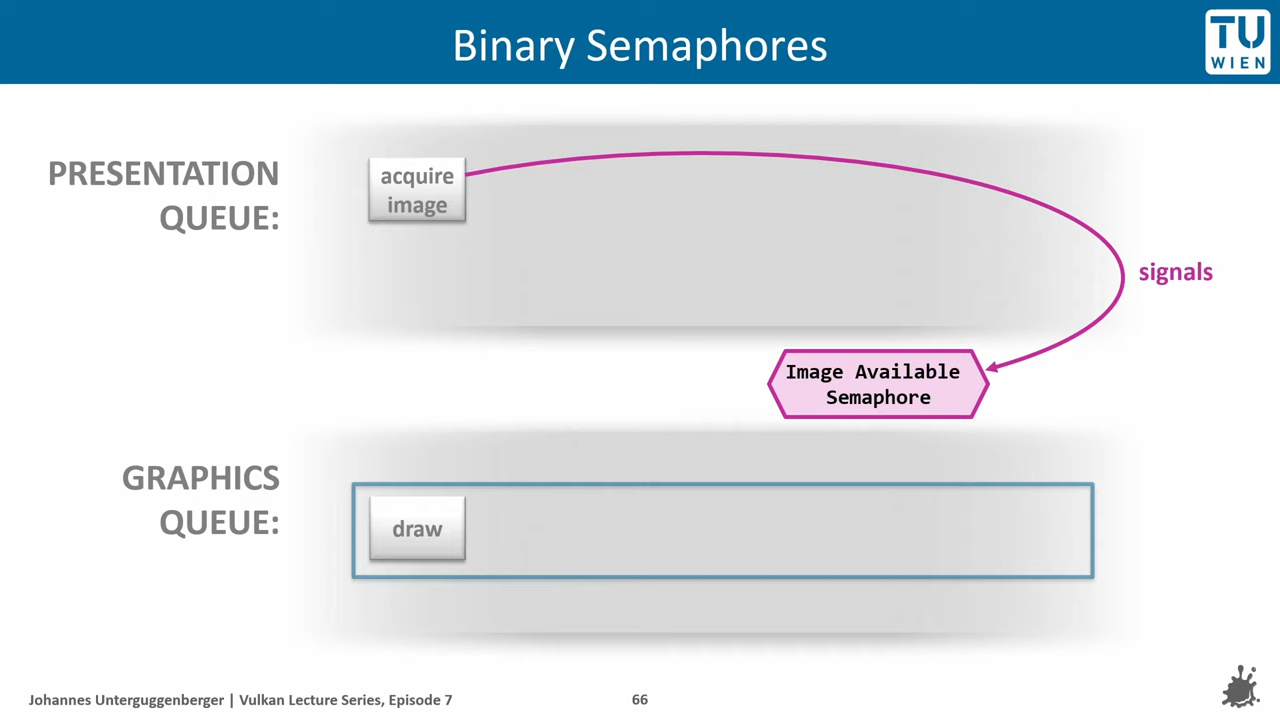 Binary Semaphores
TU
WIEN
PRESENTATION
QUEUE:
acquire
image
signals
Image Available
Semaphore
GRAPHICS
QUEUE:
draw
Johannes Unterguggenberger | Vulkan Lecture Series, Episode 7
66